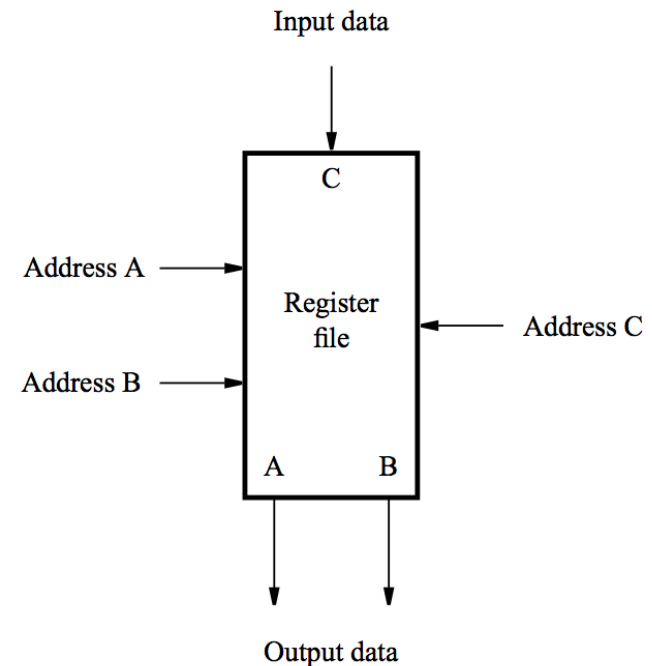 Input data
C
Address A
Register
file
Address C
Address B
A
B
Output data